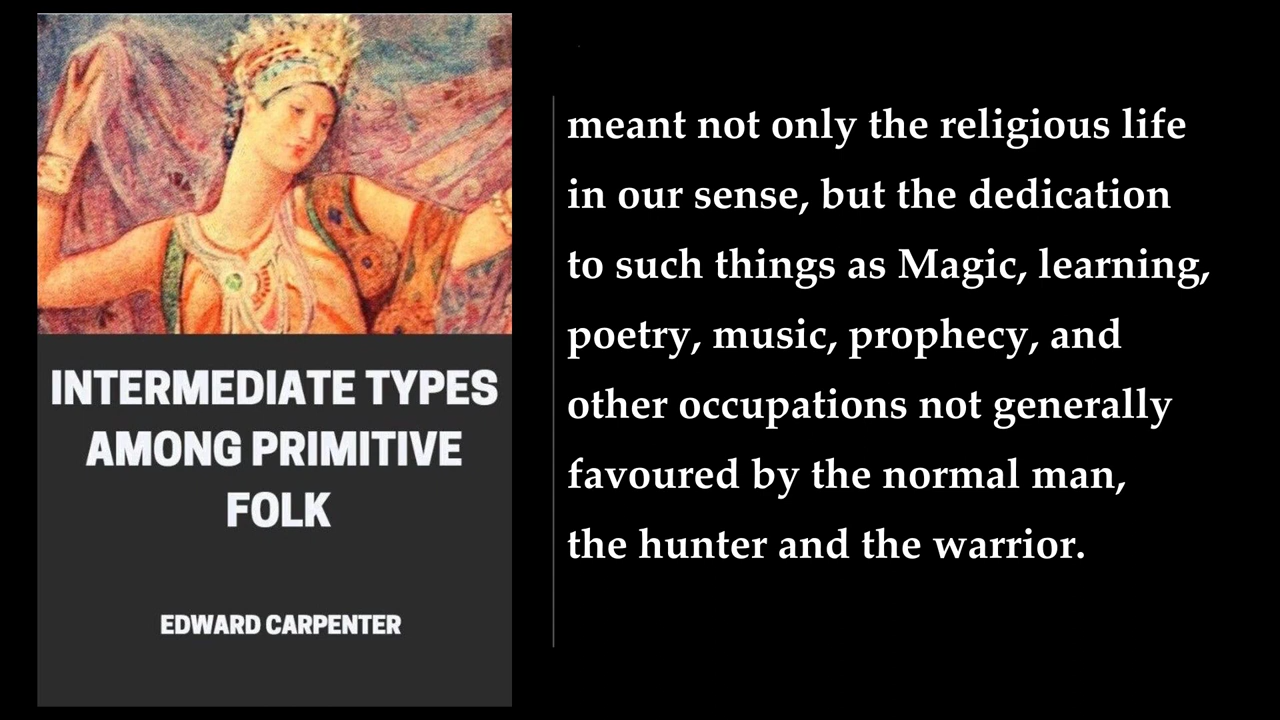 INTERMEDIATE TYPES
AMONG PRIMITIVE
FOLK
EDWARD CARPENTER
meant not only the religious life
in our sense, but the dedication
to such things as Magic, learning,
poetry, music, prophecy, and
other occupations not generally
favoured by the normal man,
the hunter and the warrior.